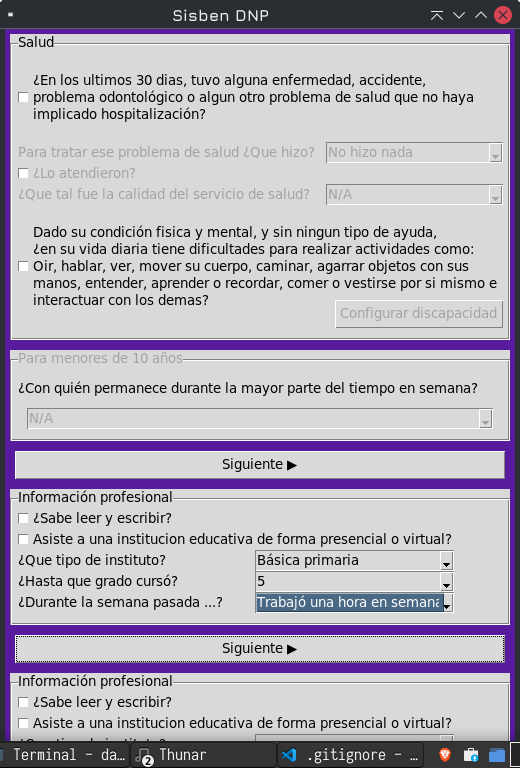 Sisben DNP
Salud
¿En los ultimos 30 dias, tuvo alguna enfermedad, accidente,
problema odontológico o algun otro problema de salud que no haya
implicado hospitalización?
Para tratar ese problema de salud ¿Que hizo?
No hizo nada
¿Lo atendieron?
¿Que tal fue la calidad del servicio de salud?
N/A
Dado su condición fisica y mental, y sin ningun tipo de ayuda,
¿en su vida diaria tiene dificultades para realizar actividades como:
Oir, hablar, ver, mover su cuerpo, caminar, agarrar objetos con sus
manos, entender, aprender o recordar, comer o vestirse por si mismo e
interactuar con los demas?
Configurar discapacidad
Para menores de 10 años
¿Con quién permanece durante la mayor parte del tiempo en semana?
N/A
Siguiente ▶
Información profesional
¿Sabe leer y escribir?
Asiste a una institucion educativa de forma presencial o virtual?
¿Que tipo de instituto?
Básica primaria
¿Hasta que grado cursó?
5
¿Durante la semana pasada ...?
Trabajó una hora en semana
Siguiente ▶
Información profesional
¿Sabe leer y escribir?
Asiste a una institucion educativa de forma presencial o virtual?
Terminal - da...
2
Thunar
.gitignore - ...